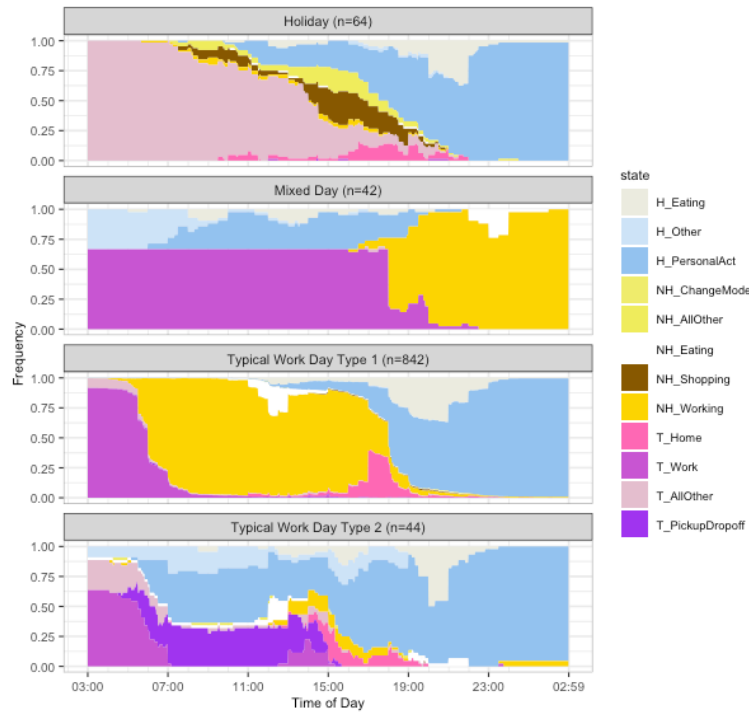 Holiday (n=64)
1.00
0.75
0.50
0.25
0.00
Mixed Day (n=42)
1.00
0.75
0.50
0.25
0.00
Typical Work Day Type 1 (n=842)
1.00
0.75
0.50
0.25
0.00
Typical Work Day Type 2 (n=44)
1.00
0.75
0.50
0.25
0.00
03:00 07:00 11:00 15:00 19:00 23:00 02:59
Time of Day
Frequency
state
H_Eating
H_Other
H_PersonalAct
NH_ChangeMode
NH_AllOther
NH_Eating
NH_Shopping
NH_Working
T_Home
T_Work
T_AllOther
T_PickupDropoff